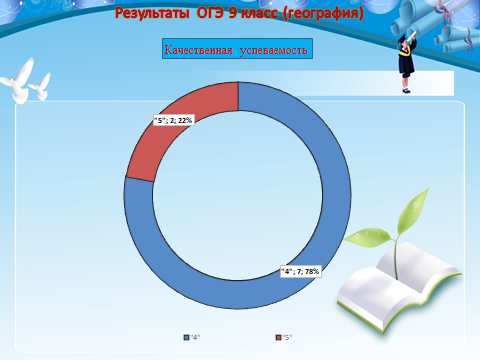 Результаты ОГЭ 9 класс (география)
Качественная успеваемость
"5"; 2; 22%
"4"; 7; 78%
"4" "5"